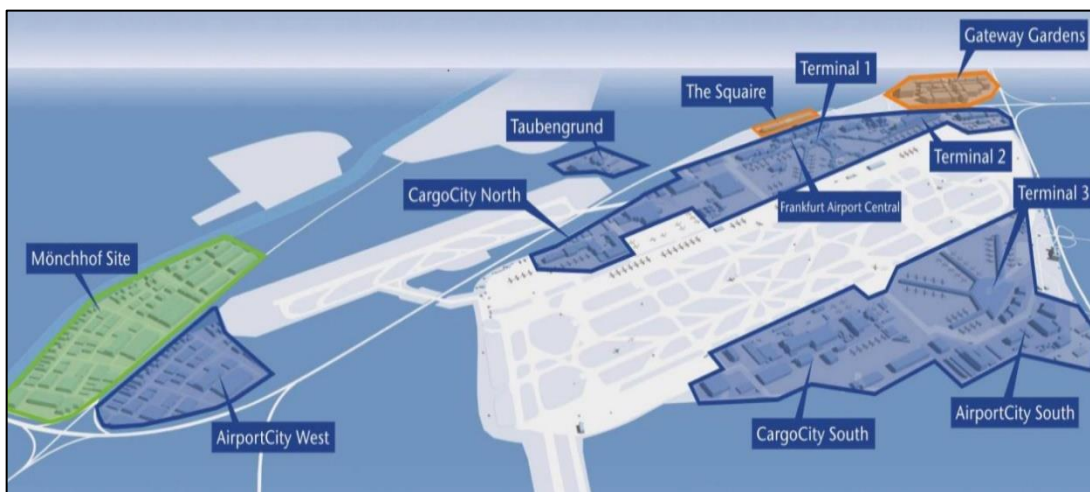 Gateway Gardens
Terminal 1
The Squaire
Taubengrund
Terminal 2
CargoCity North
Terminal 3
Frankfurt Airport Central
Mönchhof Site
AirportCity West
CargoCity South
AirportCity South